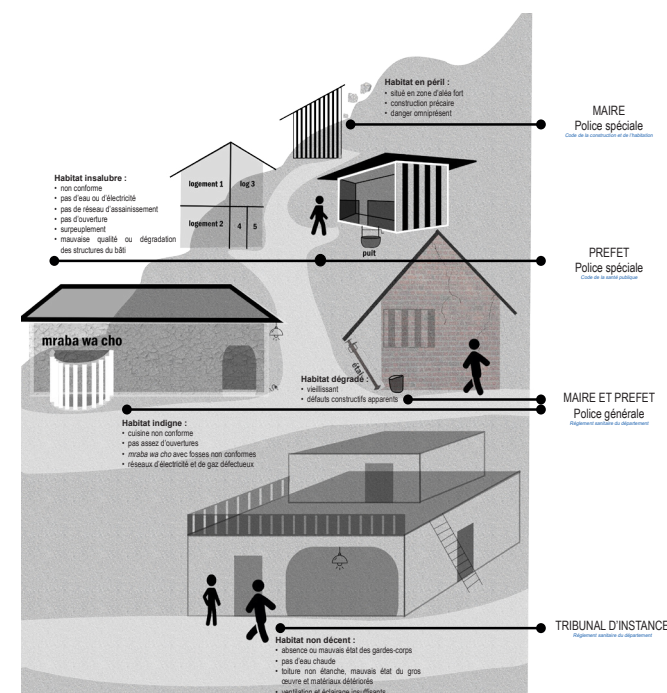 Habitat en péril :
• situé en zone d'aléa fort
• construction précaire
• danger omniprésent
MAIRE
Police spéciale
Code de la construction et de l'habitation
Habitat insalubre :
• non conforme
• pas d'eau ou d'électricité
• pas de réseau d'assainissement
• pas d'ouverture
• surpeuplement
• mauvaise qualité ou dégradation
des structures du bâti
logement 1
log 3
logement 2
4
5
puit
PREFET
Police spéciale
Code de la santé publique
mraba wa cho
étai
Habitat dégradé :
• vieillissant
• défauts constructifs apparents
MAIRE ET PREFET
Police générale
Règlement sanitaire du département
Habitat indigne :
• cuisine non conforme
• pas assez d'ouvertures
• mraba wa cho avec fosses non conformes
• réseaux d'électricité et de gaz défectueux
TRIBUNAL D'INSTANCE
Règlement sanitaire du département
Habitat non décent :
• absence ou mauvais état des gardes-corps
• pas d'eau chaude
• toiture non étanche, mauvais état du gros
œuvre et matériaux détériorés
• ventilation et éclairage insuffisants